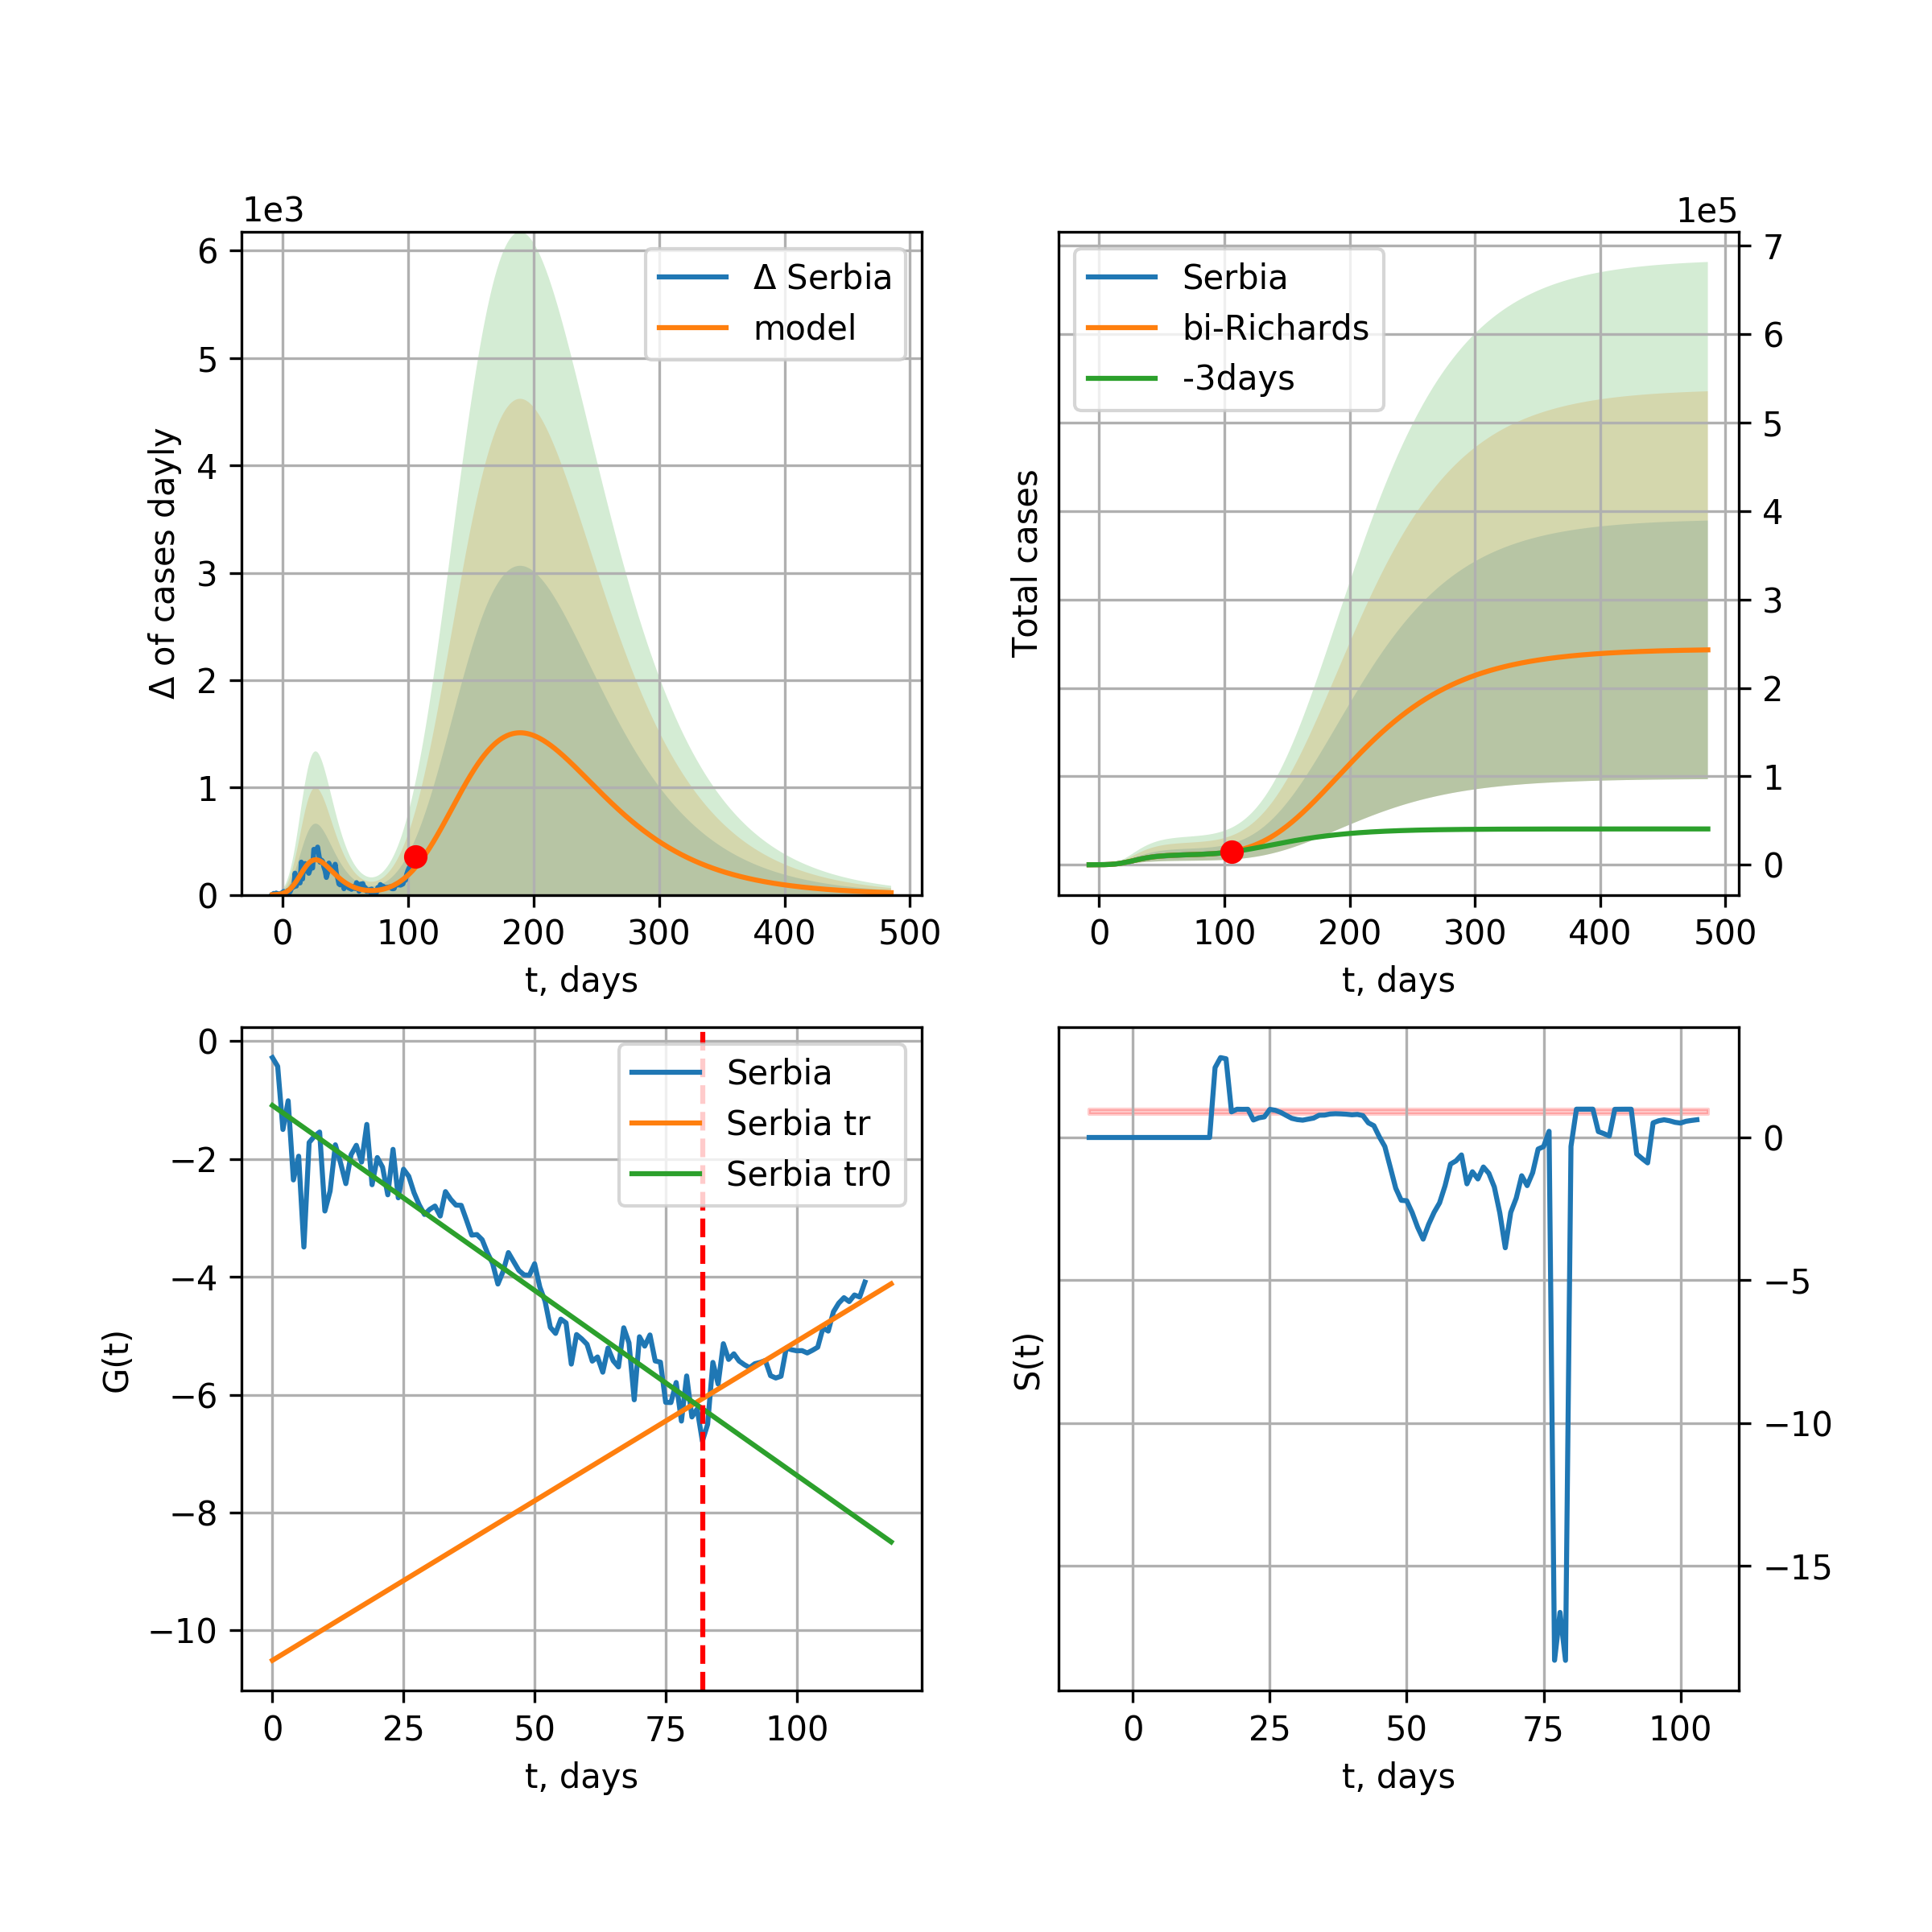 1e3
Δ of cases dayly
6
5
4
3
2
1
0
Δ Serbia
model
0 100 200 300 400 500
t, days
1e5
Total cases
Serbia
bi-Richards
-3days
7
6
5
4
3
2
1
0
0 100 200 300 400 500
t, days
G(t)
0
−2
−4
−6
−8
−10
Serbia
Serbia tr
Serbia tr0
0 25 50 75 100
t, days
S(t)
0
−5
−10
−15
0 25 50 75 100
t, days